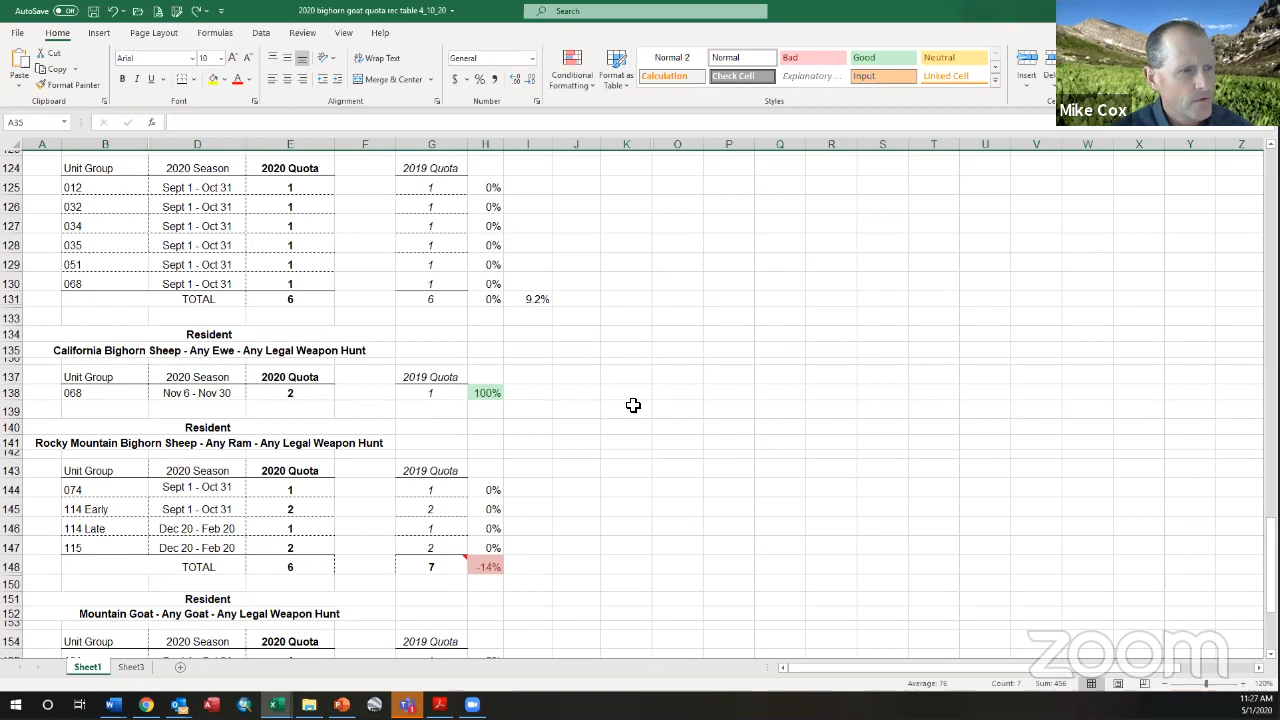 AutoSave Off 2020 bighorn goat quota rec table 4_10_20 Search
File Home Insert Page Layout Formulas Data Review View Help
Paste Cut Copy Format Painter Clipboard
Arial 10 B I U Font
Wrap Text Merge & Center Alignment
General $ % Number
Conditional Formatting Format as Table
Normal 2 Normal Bad Good Neutral
Calculation Check Cell Explanatory ... Input Linked Cell
Styles
Insert
Mike Cox
A35 fx
A B D E F G H I J K N O P Q R S T U V W X Y Z
124 Unit Group 2020 Season 2020 Quota 2019 Quota
125 012 Sept 1 - Oct 31 1 1 0%
126 032 Sept 1 - Oct 31 1 1 0%
127 034 Sept 1 - Oct 31 1 1 0%
128 035 Sept 1 - Oct 31 1 1 0%
129 051 Sept 1 - Oct 31 1 1 0%
130 068 Sept 1 - Oct 31 1 1 0%
131 TOTAL 6 6 0% 9.2%
133
134 Resident
135 California Bighorn Sheep - Any Ewe - Any Legal Weapon Hunt
137 Unit Group 2020 Season 2020 Quota 2019 Quota
138 068 Nov 6 - Nov 30 2 1 100%
139
140 Resident
141 Rocky Mountain Bighorn Sheep - Any Ram - Any Legal Weapon Hunt
142
143 Unit Group 2020 Season 2020 Quota 2019 Quota
144 074 Sept 1 - Oct 31 1 1 0%
145 114 Early Sept 1 - Oct 31 2 2 0%
146 114 Late Dec 20 - Feb 20 1 1 0%
147 115 Dec 20 - Feb 20 2 2 0%
148 TOTAL 6 7 -14%
150
151 Resident
152 Mountain Goat - Any Goat - Any Legal Weapon Hunt
153
154 Unit Group 2020 Season 2020 Quota 2019 Quota
zoom
Sheet1 Sheet3
Average: 76 Count: 7 Sum: 456 120%
11:27 AM
5/1/2020